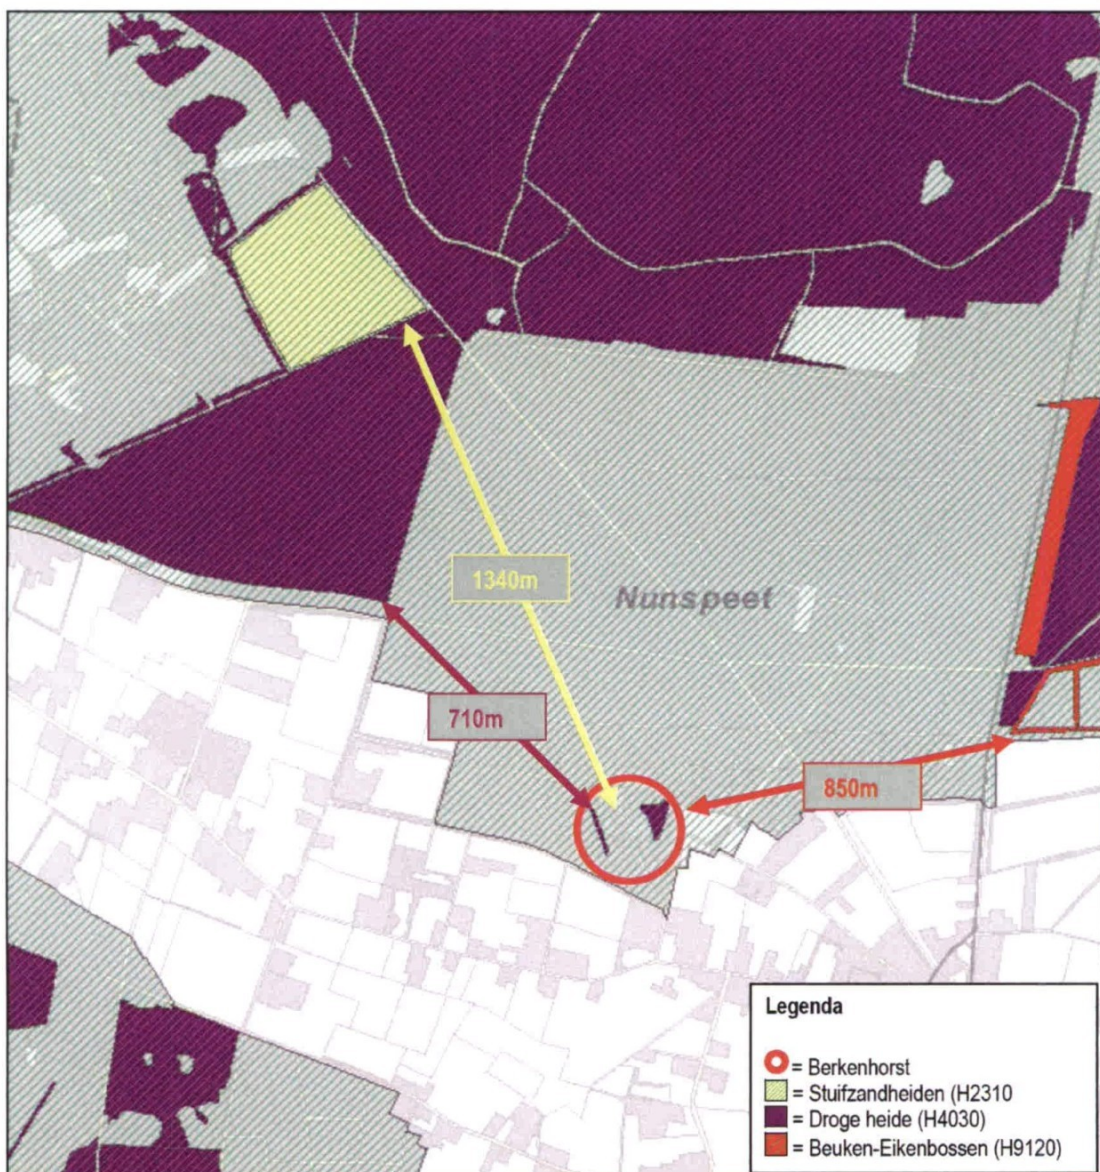 1340m
Nunspeet
710m
850m
Legenda
= Berkenhorst
= Stuifzandheiden (H2310
= Droge heide (H4030)
= Beuken-Eikenbossen (H9120)